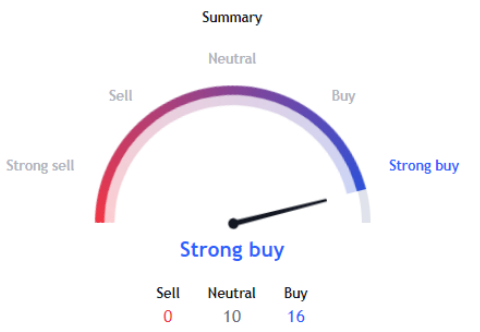 Summary
Neutral
Sell
Buy
Strong sell
Strong buy
Strong buy
Sell Neutral Buy
0 10 16